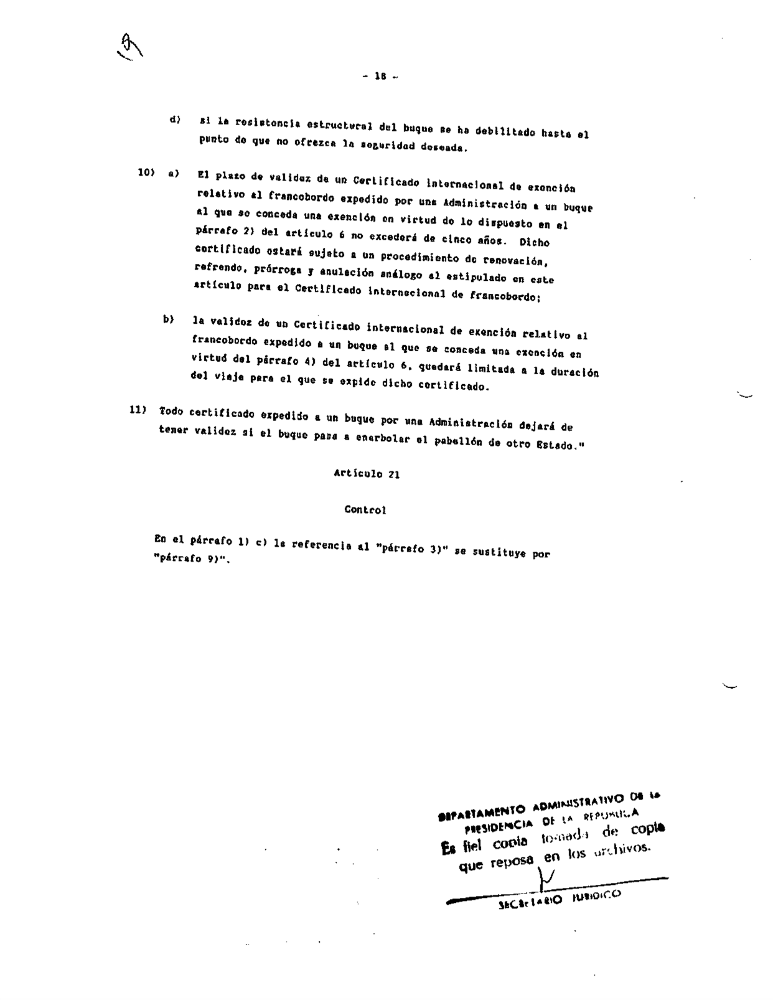 19
- 18 -
d) si la resistencia estructural del buque se ha debilitado hasta el
punto de que no ofrezca la seguridad deseada.
10) a) El plazo de validez de un Certificado internacional de exención
relativo al francobordo expedido por una Administración a un buque
al que se conceda una exención en virtud de lo dispuesto en el
párrafo 2) del artículo 6 no excederá de cinco años. Dicho
certificado estará sujeto a un procedimiento de renovación,
refrendo, prórroga y anulación análogo al estipulado en este
artículo para el Certificado internacional de francobordo;
b) la validez de un Certificado internacional de exención relativo al
francobordo expedido a un buque al que se conceda una exención en
virtud del párrafo 4) del artículo 6, quedará limitada a la duración
del viaje para el que se expide dicho certificado.
11) Todo certificado expedido a un buque por una Administración dejará de
tener validez si el buque pasa a enarbolar el pabellón de otro Estado."
Artículo 21
Control
En el párrafo 1) c) la referencia al "párrafo 3)" se sustituye por
"párrafo 9)".
DEPARTAMENTO ADMINISTRATIVO DE LA
PRESIDENCIA DE LA REPUBLICA
Es fiel copia tomada de copia
que reposa en los archivos.
SECRETARIO JURIDICO